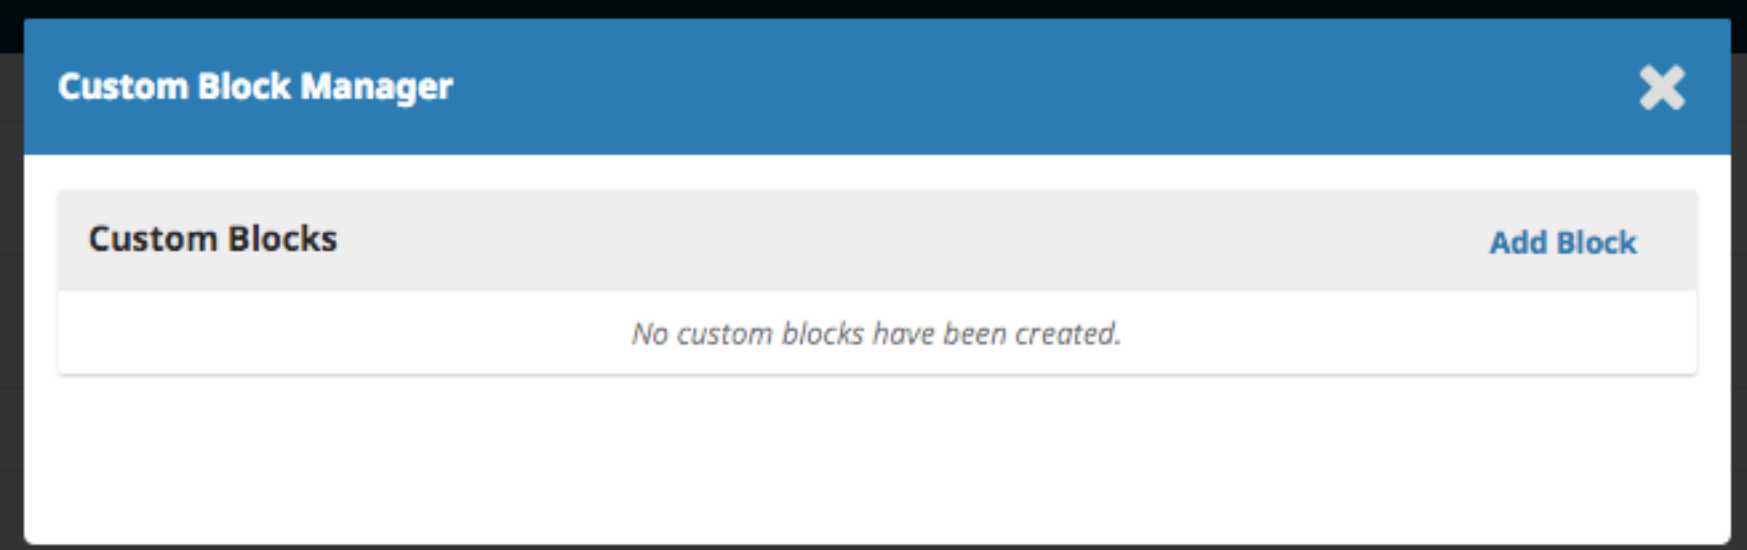 Custom Block Manager
Custom Blocks
Add Block
No custom blocks have been created.